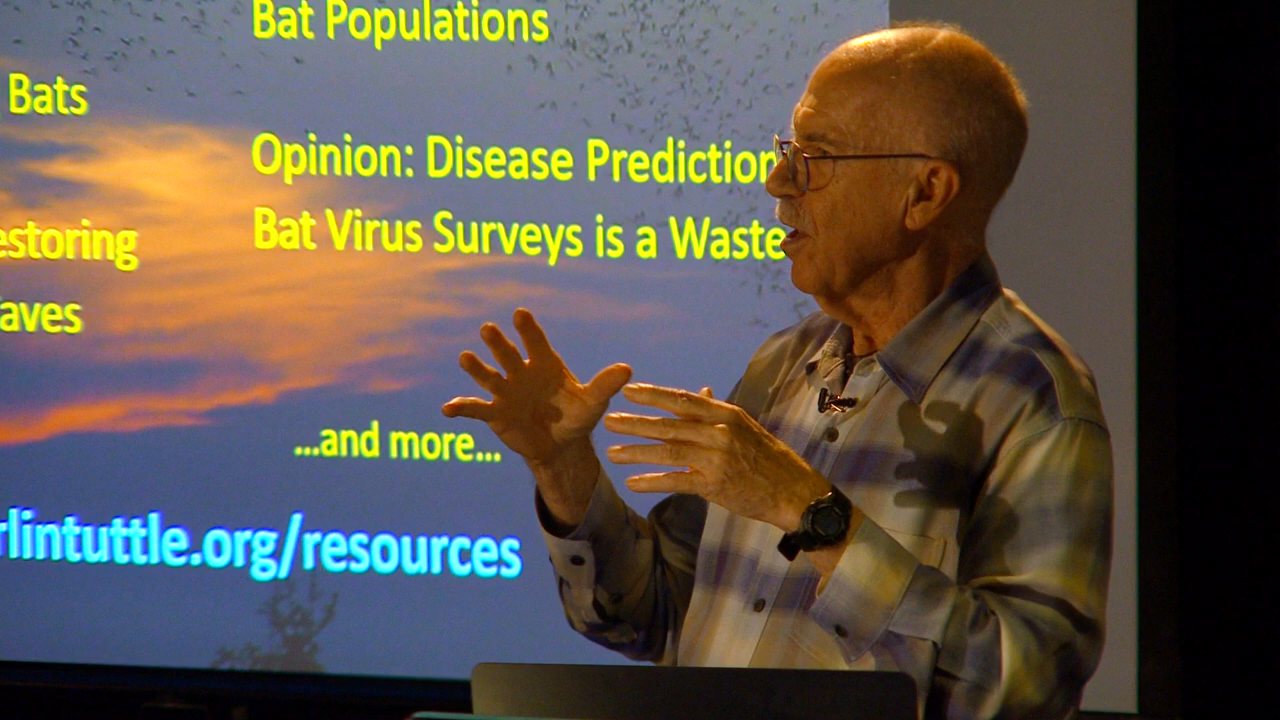 Bats
estoring
aves
Bat Populations
Opinion: Disease Prediction
Bat Virus Surveys is a Waste
...and more...
rlintuttle.org/resources